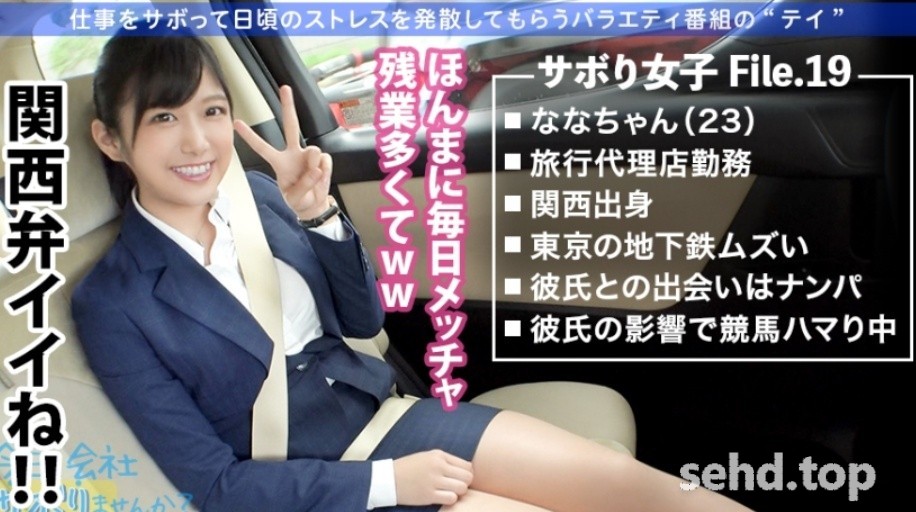 仕事をサボって日頃のストレスを発散してもらうバラエティ番組の“テイ”
関西弁イイね!!
ほんまに毎日メッチャ
残業多くてww
サボり女子 File.19
■ ななちゃん(23)
■ 旅行代理店勤務
■ 関西出身
■ 東京の地下鉄ムズい
■ 彼氏との出会いはナンパ
■ 彼氏の影響で競馬ハマり中
会社
りませんか?
sehd.top